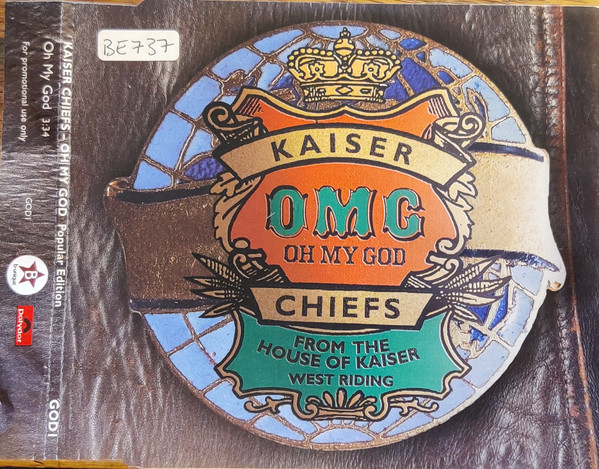 BE737
KAISER
OMG
OH MY GOD
CHIEFS
FROM THE
HOUSE OF KAISER
WEST RIDING
KAISER CHIEFS – OH MY GOD Popular Edition
GOD1
Oh My God 3:34
For promotional use only
GOD1
B
Drowned